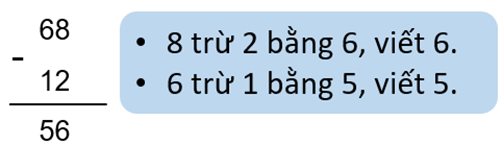 68
-
12
56
• 8 trừ 2 bằng 6, viết 6.
• 6 trừ 1 bằng 5, viết 5.